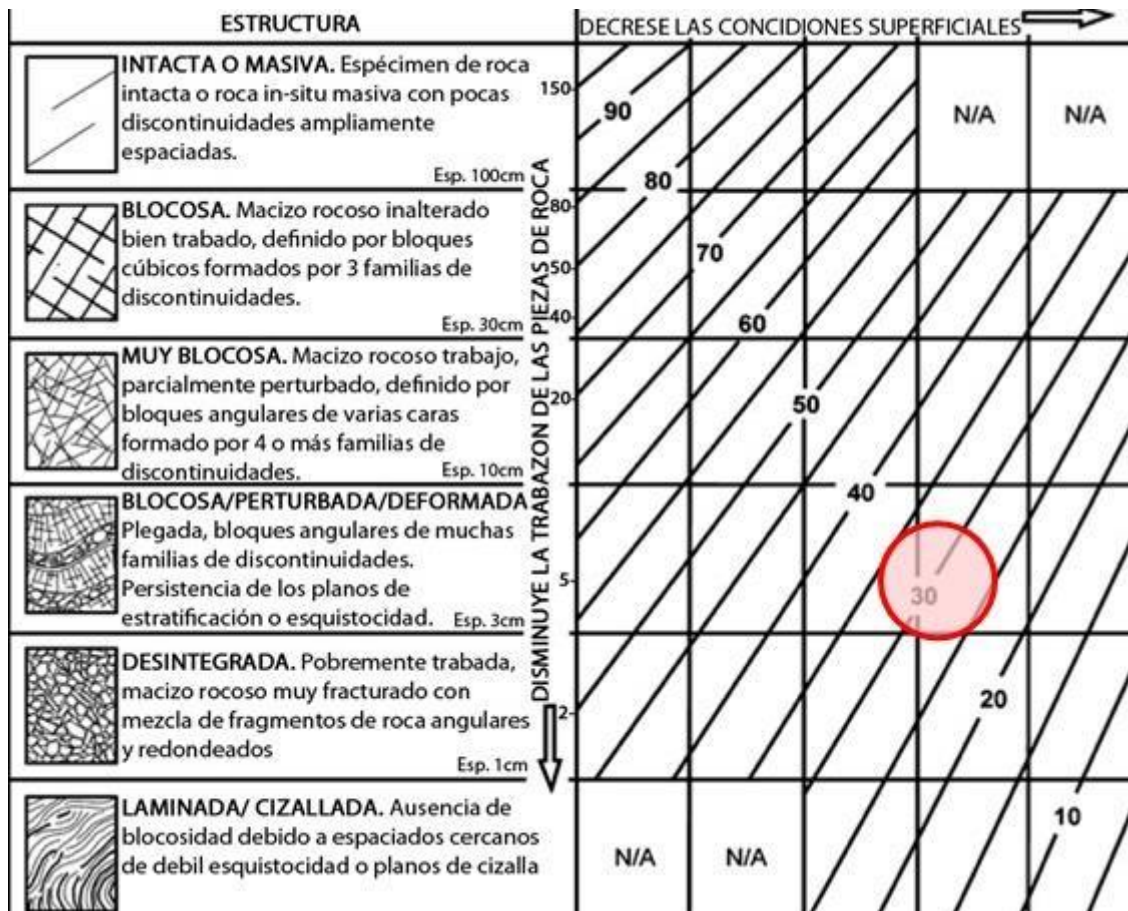 ESTRUCTURA
DECRESE LAS CONCIDIONES SUPERFICIALES
INTACTA O MASIVA. Espécimen de roca
intacta o roca in-situ masiva con pocas
discontinuidades ampliamente
espaciadas.
Esp. 100cm
BLOCOSA. Macizo rocoso inalterado
bien trabado, definido por bloques
cúbicos formados por 3 familias de
discontinuidades.
Esp. 30cm
MUY BLOCOSA. Macizo rocoso trabajo,
parcialmente perturbado, definido por
bloques angulares de varias caras
formado por 4 o más familias de
discontinuidades.
Esp. 10cm
BLOCOSA/PERTURBADA/DEFORMADA
Plegada, bloques angulares de muchas
familias de discontinuidades.
Persistencia de los planos de
estratificación o esquistocidad.
Esp. 3cm
DESINTEGRADA. Pobremente trabada,
macizo rocoso muy fracturado con
mezcla de fragmentos de roca angulares
y redondeados
Esp. 1cm
LAMINADA/ CIZALLADA. Ausencia de
blocosidad debido a espaciados cercanos
de debil esquistocidad o planos de cizalla
DISMINUYE LA TRABAZON DE LAS PIEZAS DE ROCA
150
80
50
40
20
5
2
90
80
70
60
50
40
30
20
10
N/A
N/A
N/A
N/A